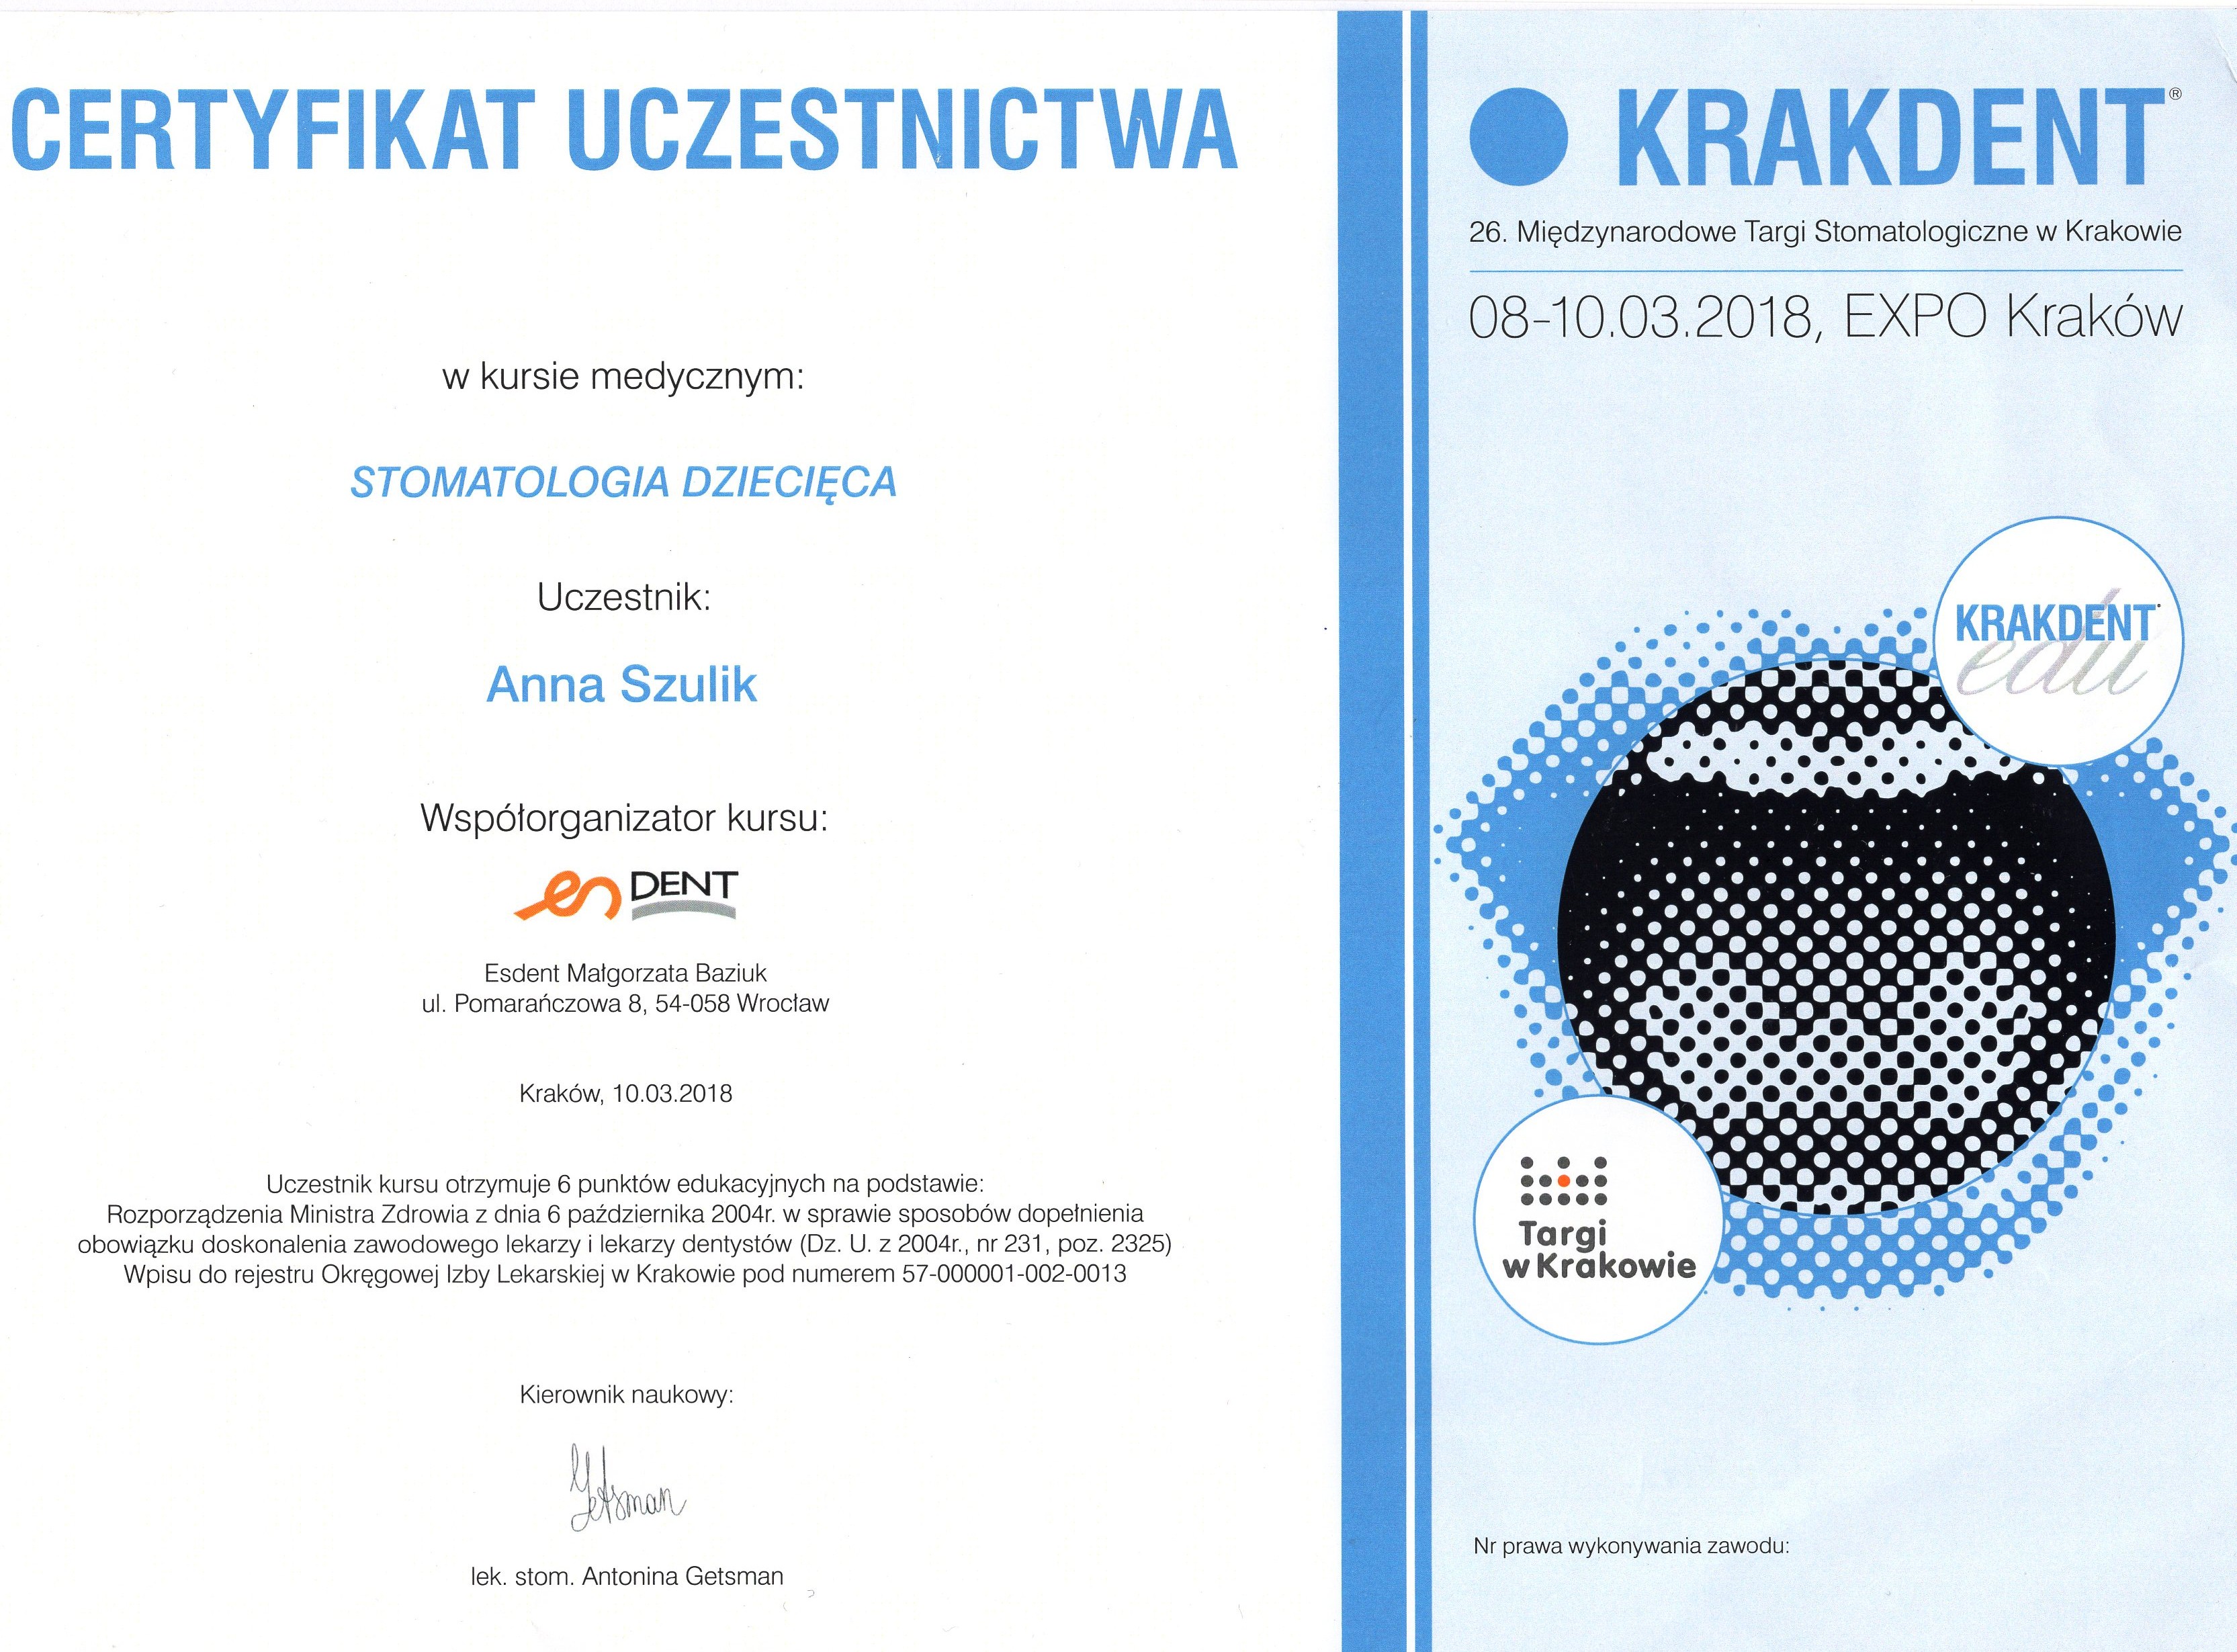 CERTYFIKAT UCZESTNICTWA
w kursie medycznym:
STOMATOLOGIA DZIECIĘCA
Uczestnik:
Anna Szulik
Współorganizator kursu:
es DENT
Esdent Małgorzata Baziuk
ul. Pomarańczowa 8, 54-058 Wrocław
Kraków, 10.03.2018
Uczestnik kursu otrzymuje 6 punktów edukacyjnych na podstawie:
Rozporządzenia Ministra Zdrowia z dnia 6 października 2004r. w sprawie sposobów dopełnienia
obowiązku doskonalenia zawodowego lekarzy i lekarzy dentystów (Dz. U. z 2004r., nr 231, poz. 2325)
Wpisu do rejestru Okręgowej Izby Lekarskiej w Krakowie pod numerem 57-000001-002-0013
Kierownik naukowy:
Getsman
lek. stom. Antonina Getsman
KRAKDENT®
26. Międzynarodowe Targi Stomatologiczne w Krakowie
08-10.03.2018, EXPO Kraków
KRAKDENT
edu
Targi
w Krakowie
Nr prawa wykonywania zawodu: